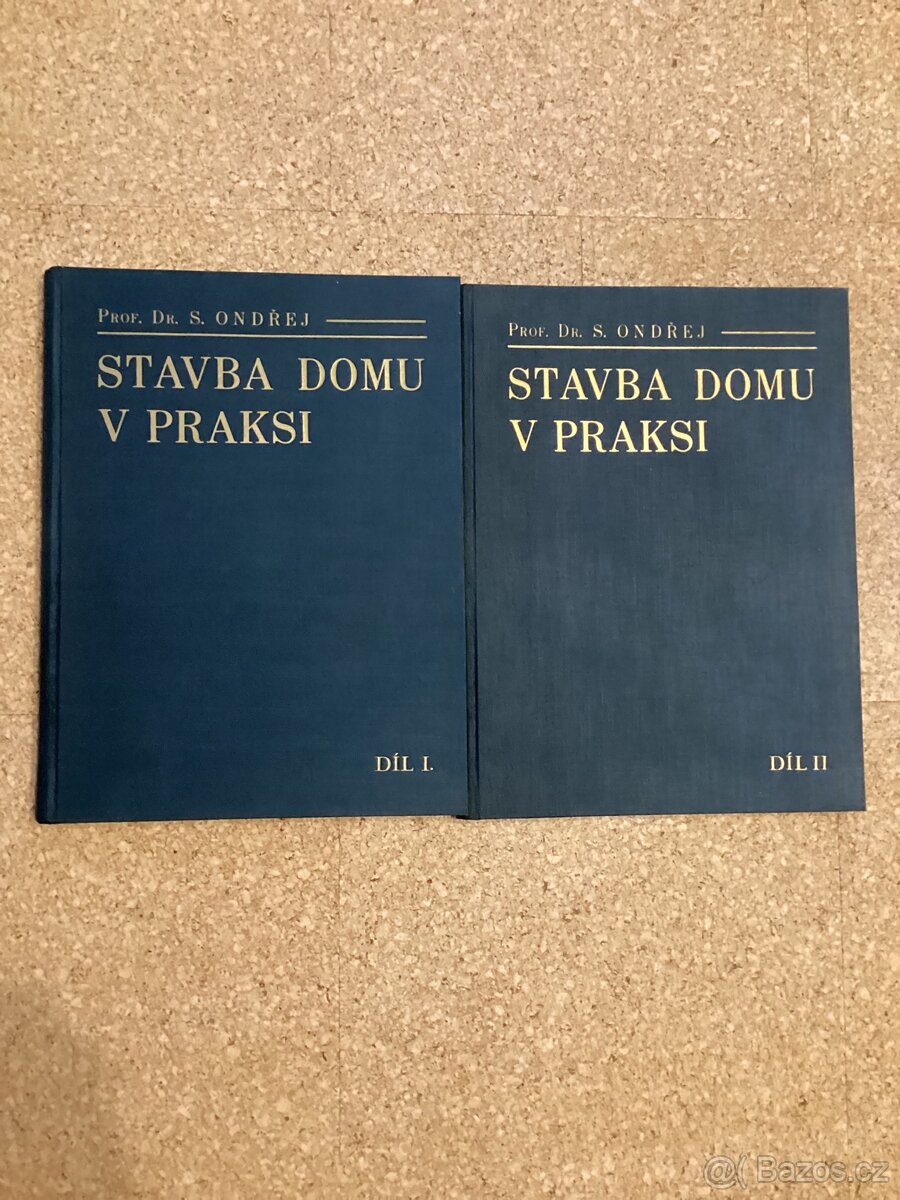 PROF. DR. S. ONDŘEJ
STAVBA DOMU
V PRAKSI
DÍL I.
PROF. DR. S. ONDŘEJ
STAVBA DOMU
V PRAKSI
DÍL II
@( Bazos.cz